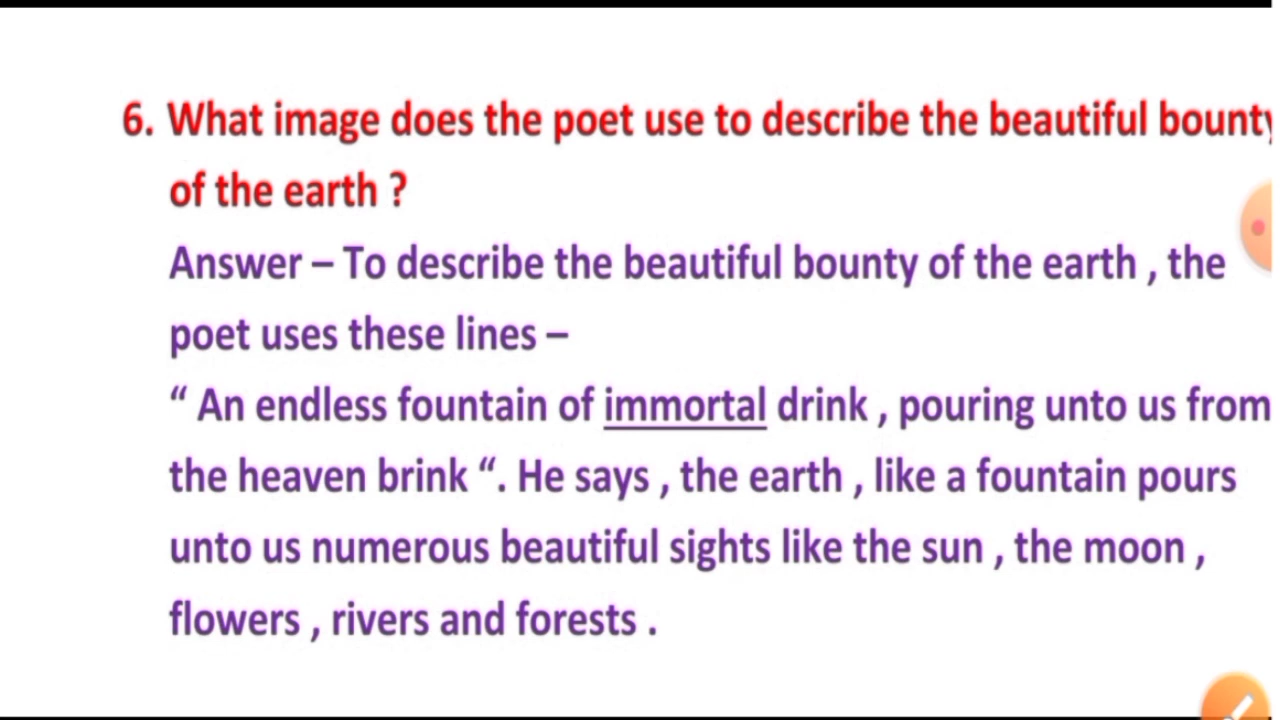 6. What image does the poet use to describe the beautiful bounty
of the earth ?
Answer – To describe the beautiful bounty of the earth , the
poet uses these lines –
“ An endless fountain of immortal drink , pouring unto us from
the heaven brink “. He says , the earth , like a fountain pours
unto us numerous beautiful sights like the sun , the moon ,
flowers , rivers and forests .